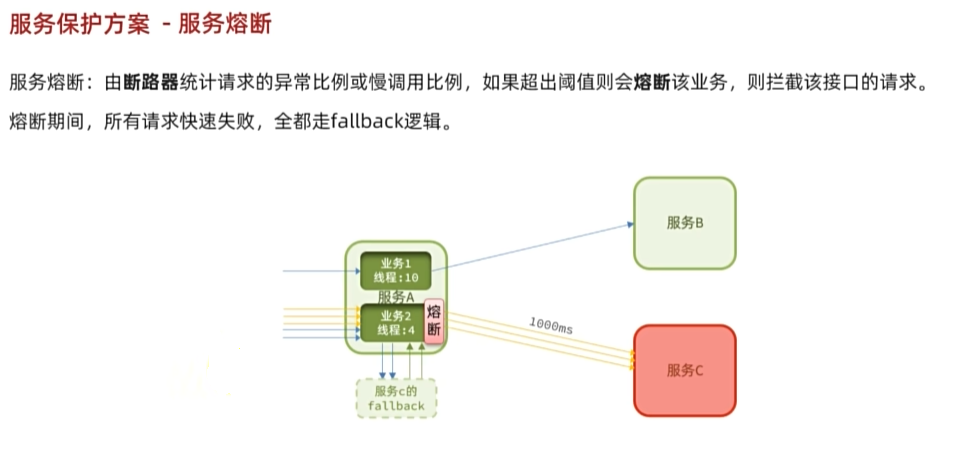 服务保护方案 - 服务熔断
服务熔断：由断路器统计请求的异常比例或慢调用比例，如果超出阈值则会熔断该业务，则拦截该接口的请求。
熔断期间，所有请求快速失败，全都走fallback逻辑。
服务B
业务1
线程:10
服务A
业务2
线程:4
熔
断
1000ms
服务C
服务c的
fallback